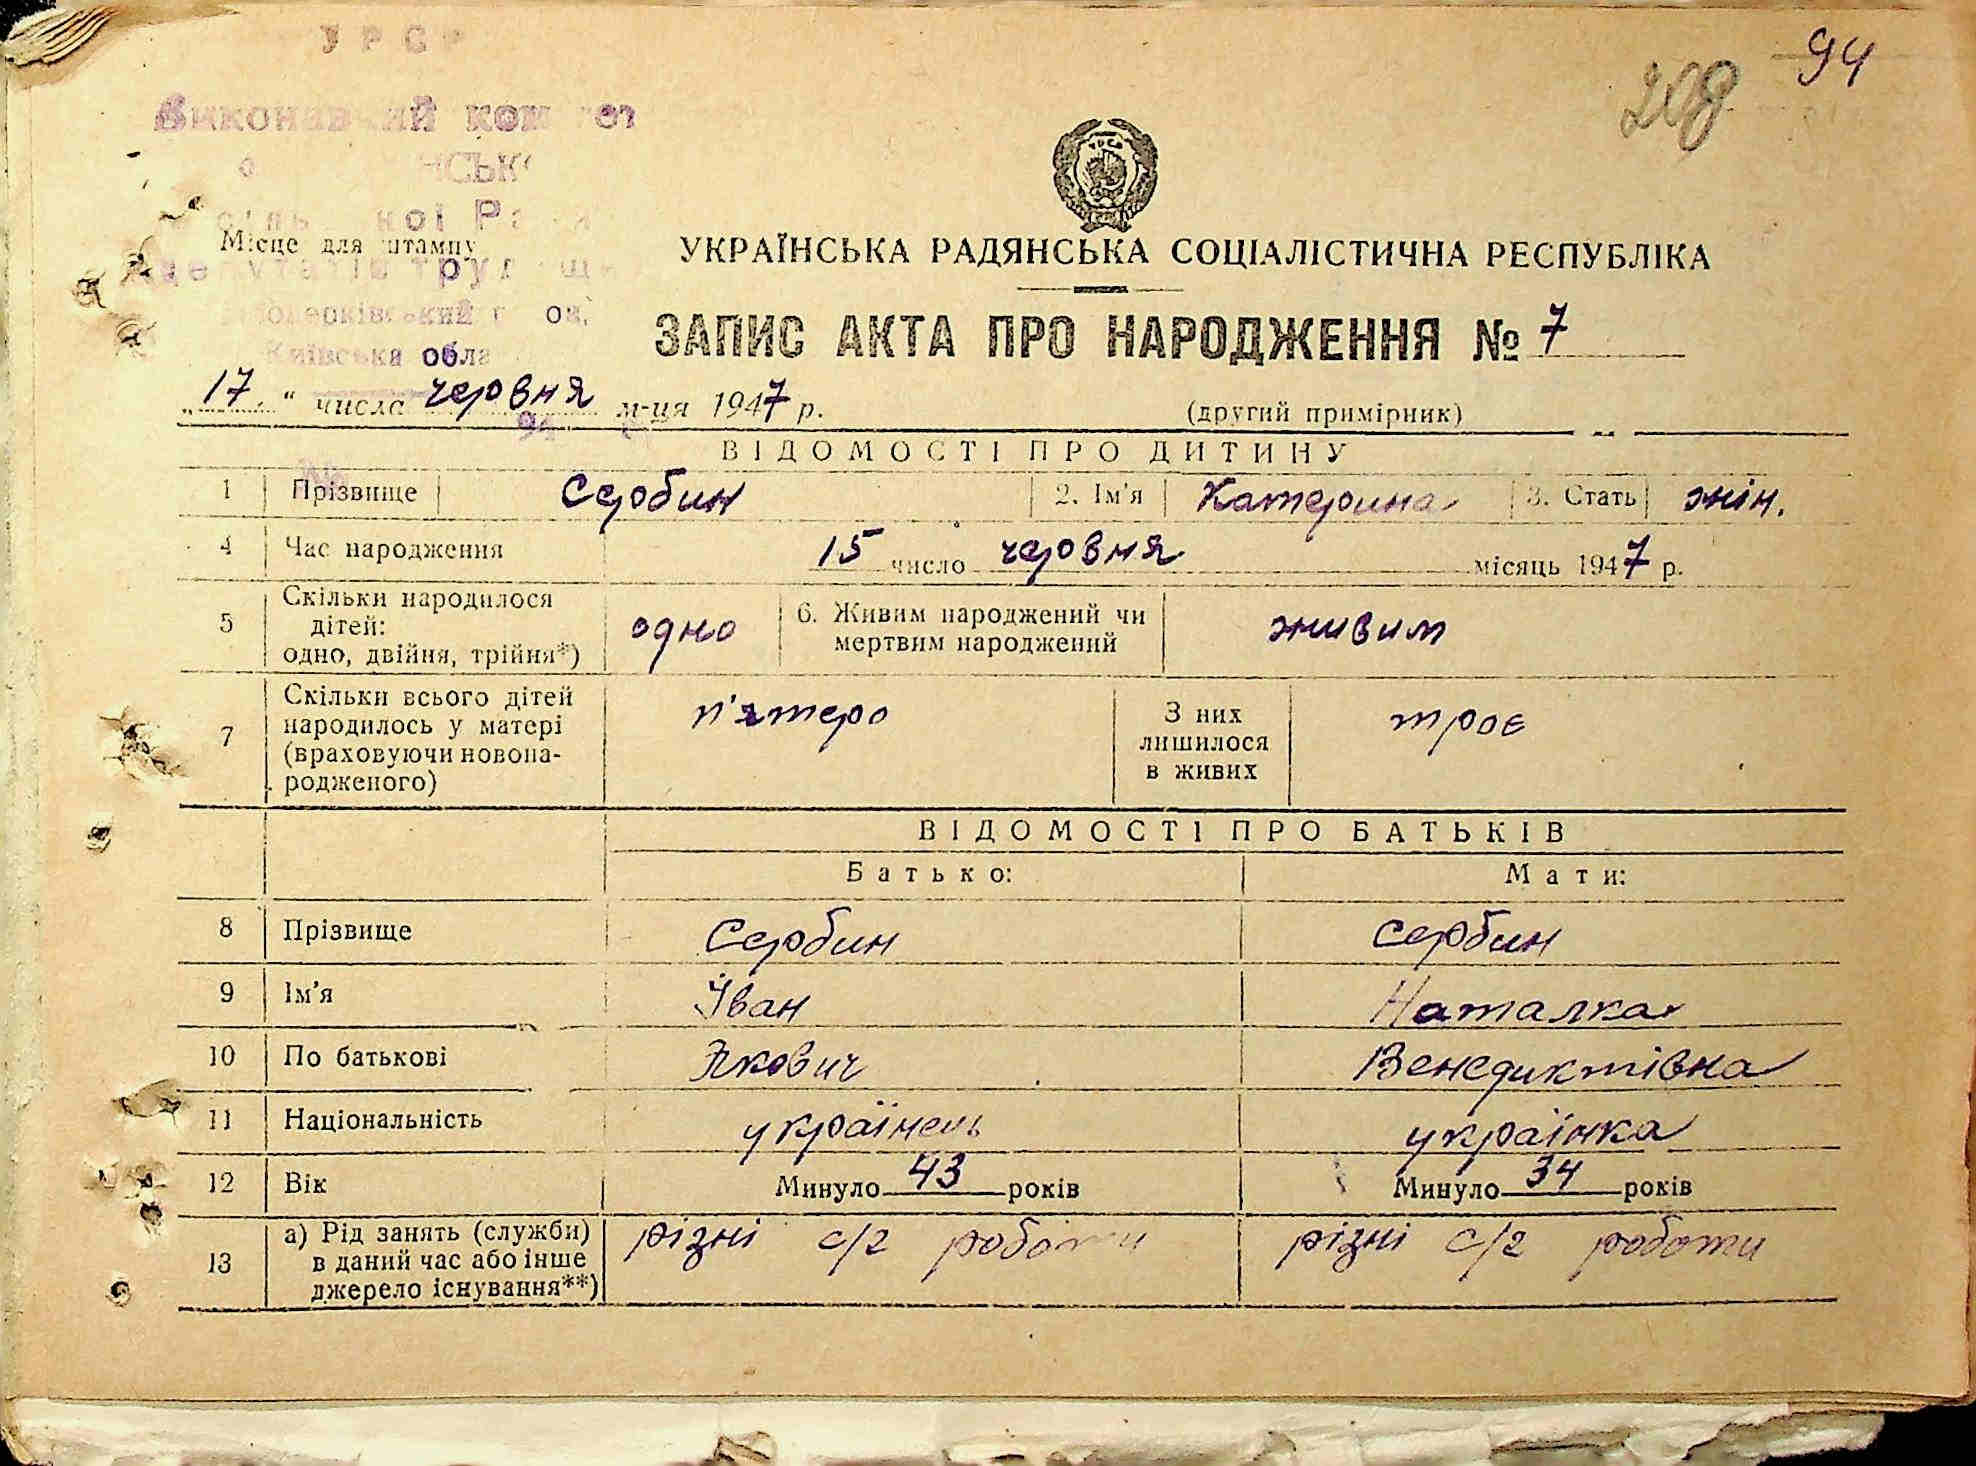 УРСР
94
208
Виконавчий комітет
Місце для штампу
Київська обла
УКРАЇНСЬКА РАДЯНСЬКА СОЦІАЛІСТИЧНА РЕСПУБЛІКА
ЗАПИС АКТА ПРО НАРОДЖЕННЯ № 7
„17“ числа червня м-ця 1947 р. (другий примірник)
ВІДОМОСТІ ПРО ДИТИНУ
1 Прізвище Сербин 2. Ім'я Катерина 3. Стать жін.
4 Час народження 15 число червня місяць 1947 р.
5 Скільки народилося
дітей:
одно, двійня, трійня*) одно 6. Живим народжений чи
мертвим народжений живим
7 Скільки всього дітей
народилось у матері
(враховуючи новона-
родженого) п'ятеро З них
лишилося
в живих троє
ВІДОМОСТІ ПРО БАТЬКІВ
Батько: Мати:
8 Прізвище Сербин Сербин
9 Ім'я Іван Наталка
10 По батькові Якович Венедиктівна
11 Національність українець українка
12 Вік Минуло 43 років Минуло 34 років
13 а) Рід занять (служби)
в даний час або інше
джерело існування**) різні с/г роботи різні с/г роботи